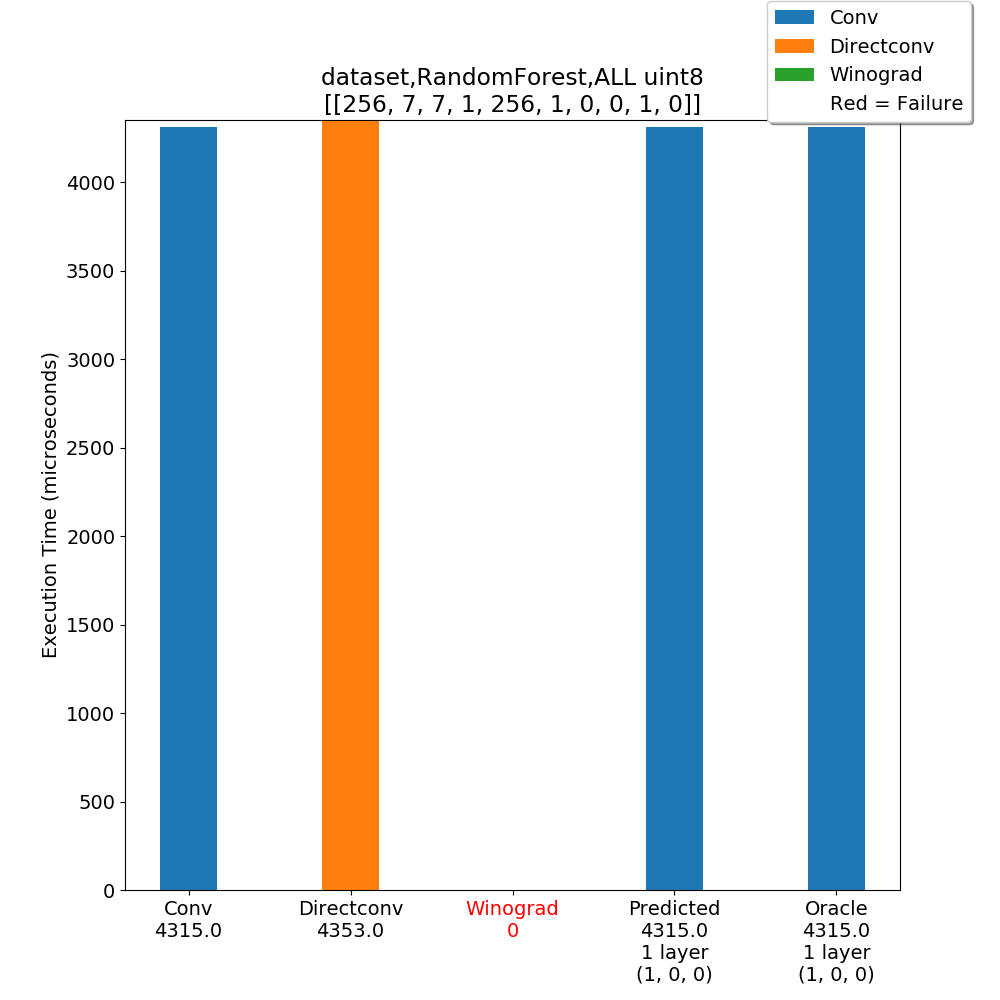 Conv
Directconv
Winograd
Red = Failure
dataset,RandomForest,ALL uint8
[[256, 7, 7, 1, 256, 1, 0, 0, 1, 0]]
Execution Time (microseconds)
4000
3500
3000
2500
2000
1500
1000
500
0
Conv
4315.0
Directconv
4353.0
Winograd
0
Predicted
4315.0
1 layer
(1, 0, 0)
Oracle
4315.0
1 layer
(1, 0, 0)